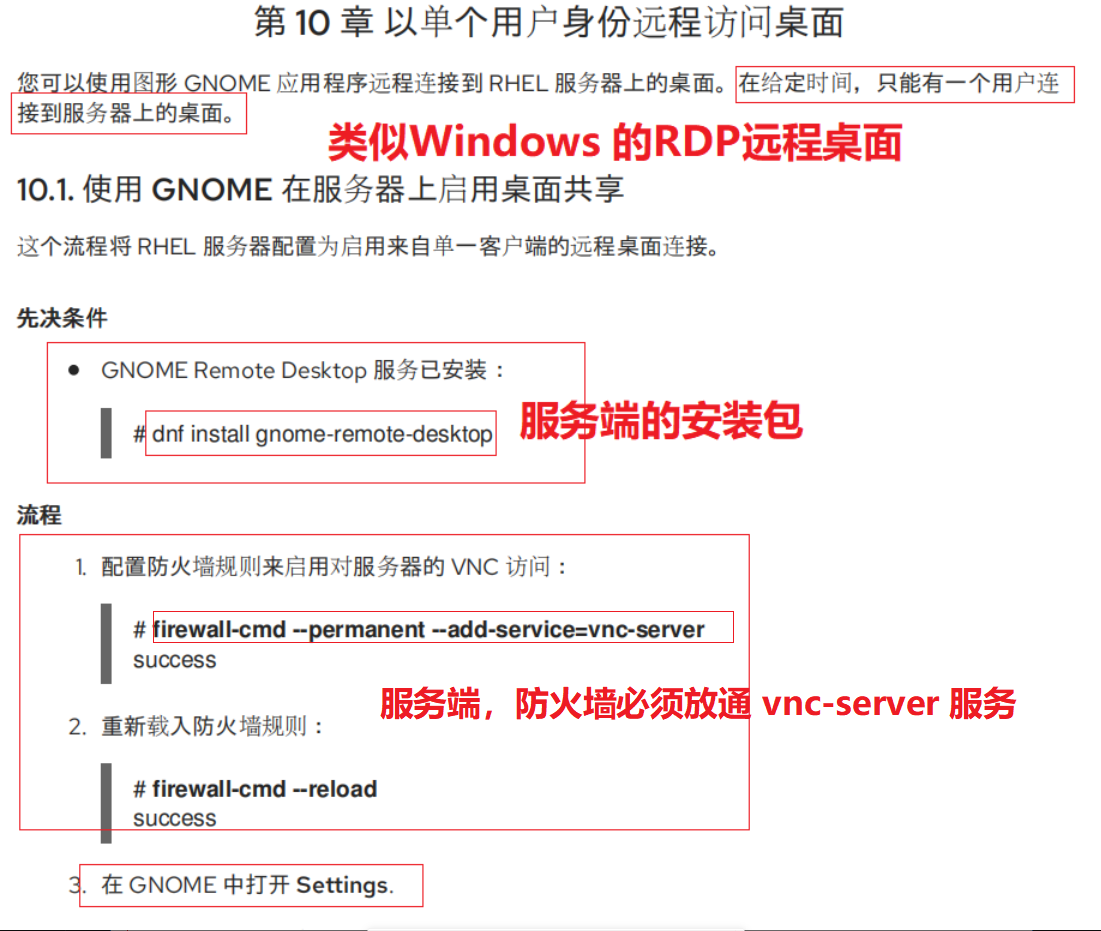 第 10 章 以单个用户身份远程访问桌面
您可以使用图形 GNOME 应用程序远程连接到 RHEL 服务器上的桌面。在给定时间，只能有一个用户连
接到服务器上的桌面。
类似Windows 的RDP远程桌面
10.1. 使用 GNOME 在服务器上启用桌面共享
这个流程将 RHEL 服务器配置为启用来自单一客户端的远程桌面连接。
先决条件
● GNOME Remote Desktop 服务已安装：
# dnf install gnome-remote-desktop
服务端的安装包
流程
1. 配置防火墙规则来启用对服务器的 VNC 访问：
# firewall-cmd --permanent --add-service=vnc-server
success
服务端，防火墙必须放通 vnc-server 服务
2. 重新载入防火墙规则：
# firewall-cmd --reload
success
3. 在 GNOME 中打开 Settings.